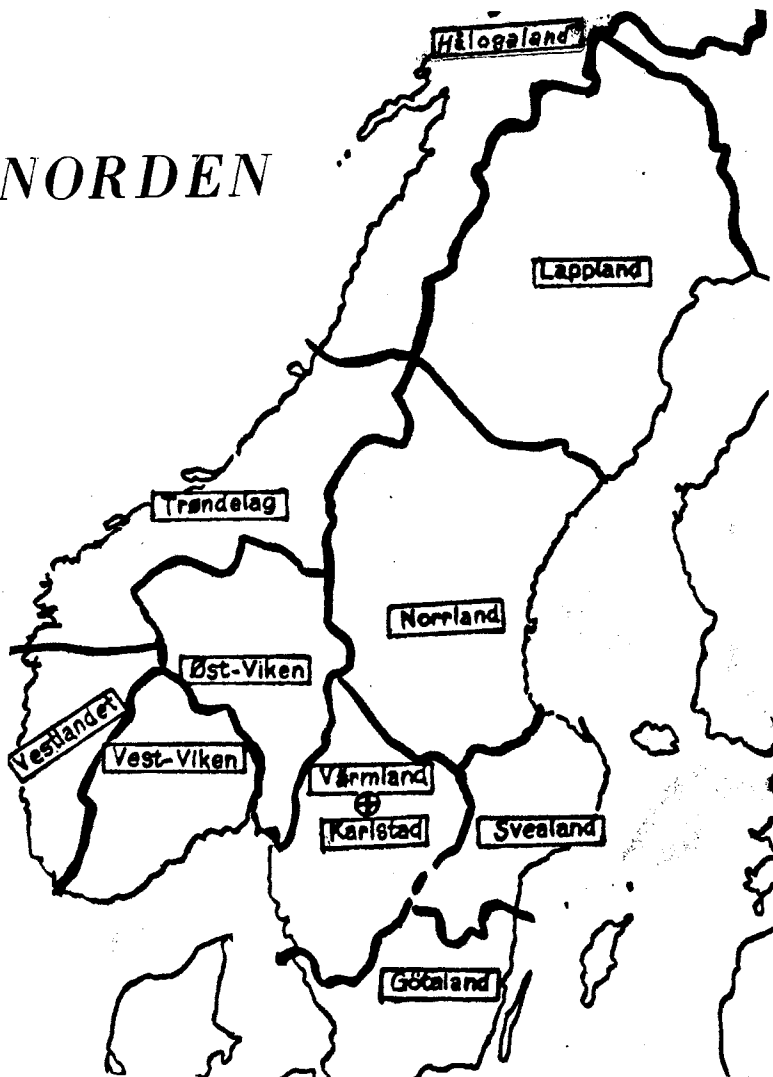 Hålogaland
NORDEN
Lappland
Trøndelag
Norrland
Øst-Viken
Vestlandet
Vest-Viken
Värmland
Karlstad
Svealand
Götaland